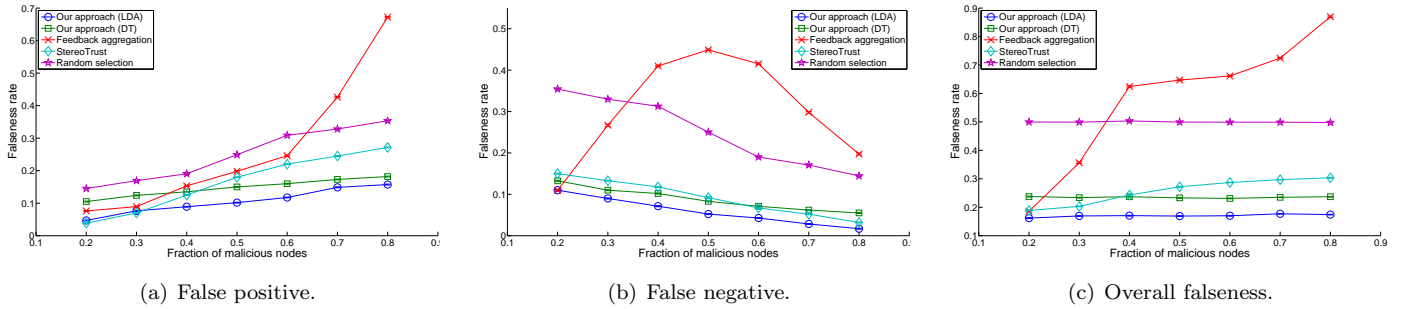 Falseness rate
0.7
0.6
0.5
0.4
0.3
0.2
0.1
0
0.1 0.2 0.3 0.4 0.5 0.6 0.7 0.8 0.9
Our approach (LDA)
Our approach (DT)
Feedback aggregation
StereoTrust
Random selection
Fraction of malicious nodes
(a) False positive.
Falseness rate
0.5
0.4
0.3
0.2
0.1
0
0.1 0.2 0.3 0.4 0.5 0.6 0.7 0.8 0.9
Our approach (LDA)
Our approach (DT)
Feedback aggregation
StereoTrust
Random selection
Fraction of malicious nodes
(b) False negative.
Falseness rate
0.9
0.8
0.7
0.6
0.5
0.4
0.3
0.2
0.1
0.1 0.2 0.3 0.4 0.5 0.6 0.7 0.8 0.9
Our approach (LDA)
Our approach (DT)
Feedback aggregation
StereoTrust
Random selection
Fraction of malicious nodes
(c) Overall falseness.